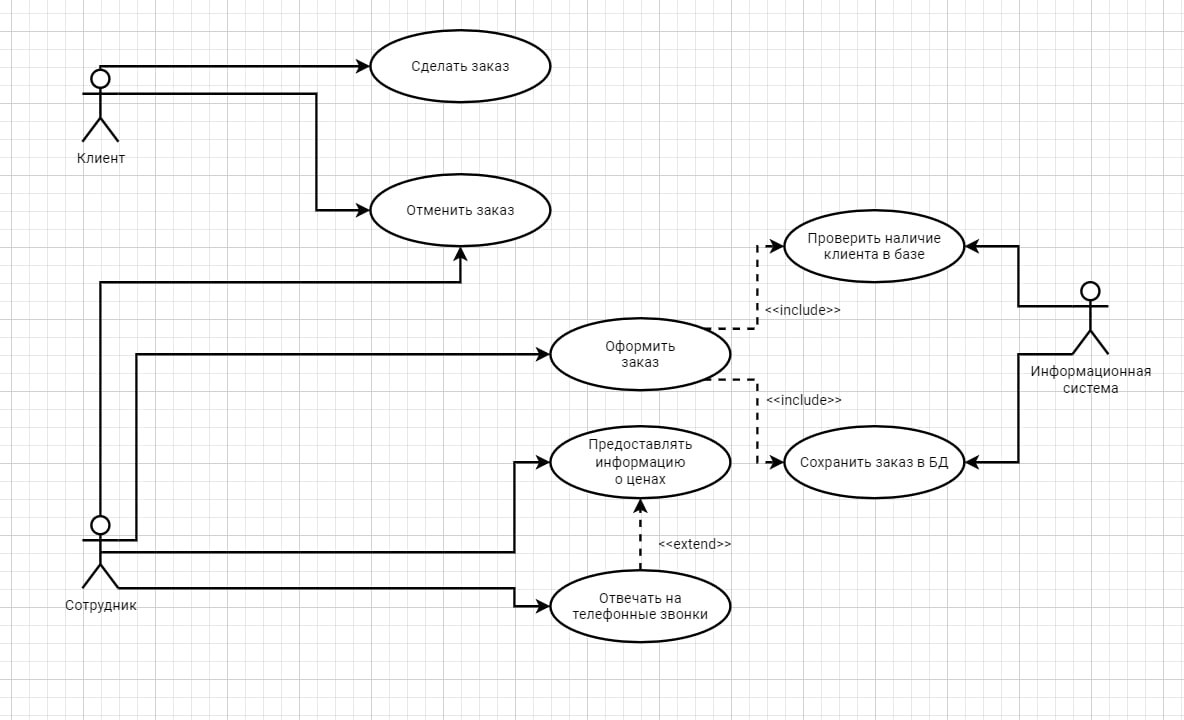 Сделать заказ
Клиент
Отменить заказ
Проверить наличие
клиента в базе
<<include>>
Оформить
заказ
Информационная
система
<<include>>
Предоставлять
информацию
о ценах
Сохранить заказ в БД
<<extend>>
Сотрудник
Отвечать на
телефонные звонки